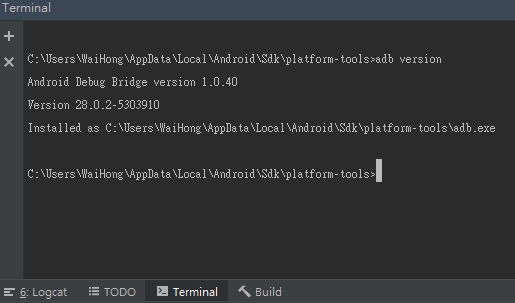 Terminal
C:\Users\WaiHong\AppData\Local\Android\Sdk\platform-tools>adb version
Android Debug Bridge version 1.0.40
Version 28.0.2-5303910
Installed as C:\Users\WaiHong\AppData\Local\Android\Sdk\platform-tools\adb.exe
C:\Users\WaiHong\AppData\Local\Android\Sdk\platform-tools>
6: Logcat TODO Terminal Build